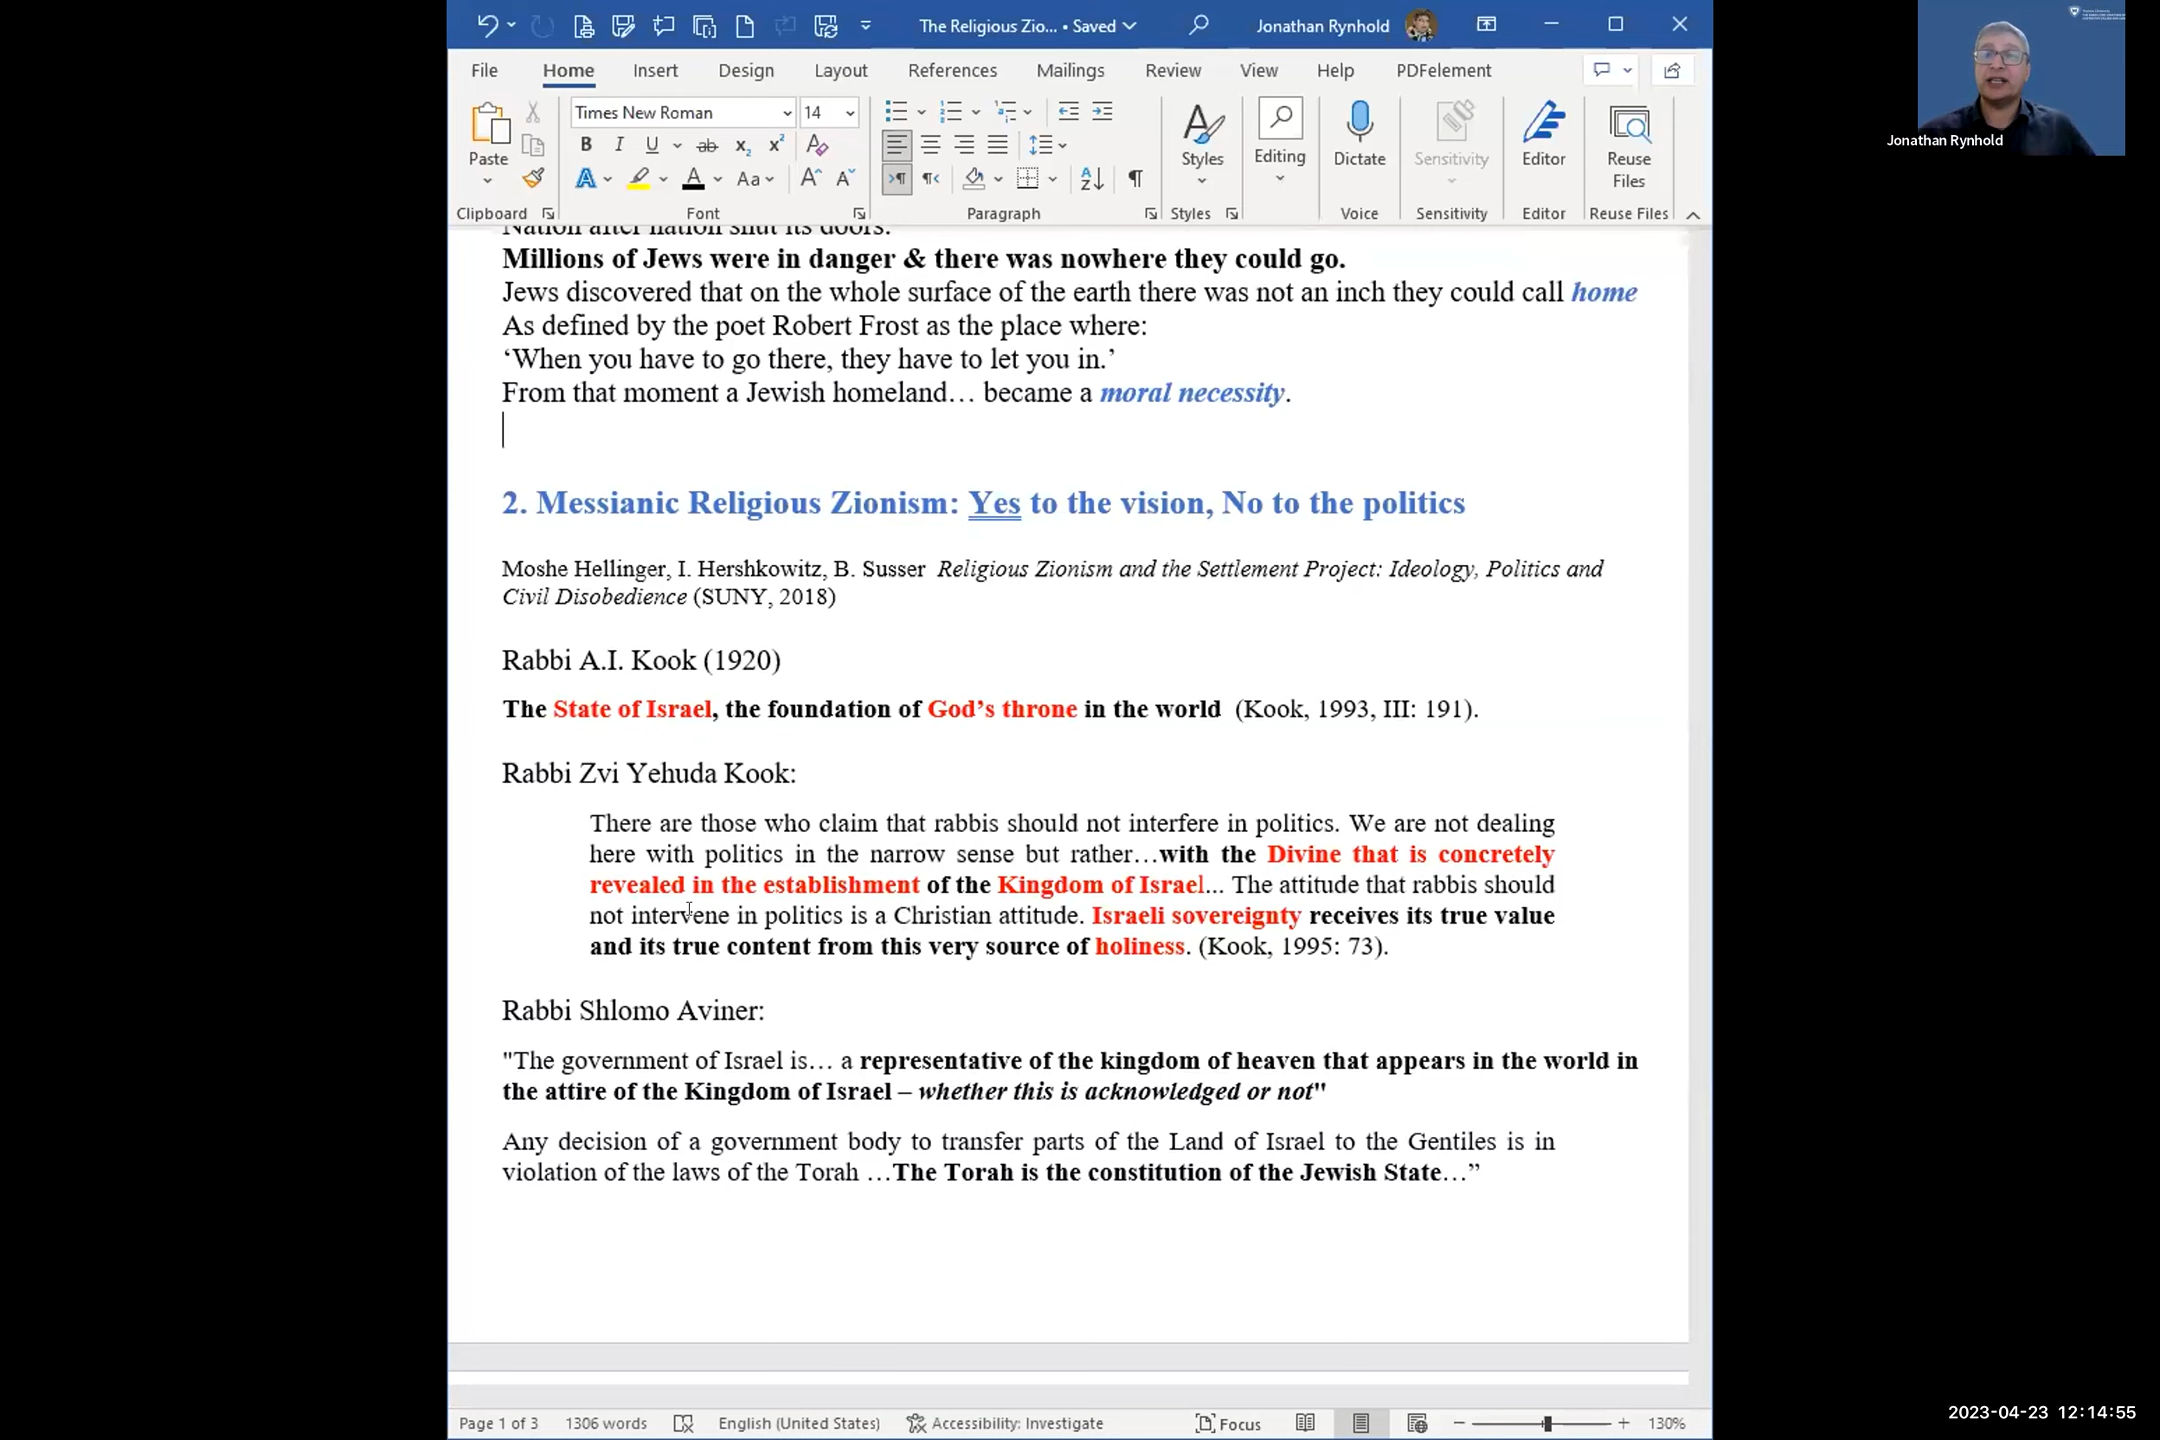 The Religious Zio... • Saved
Jonathan Rynhold
File Home Insert Design Layout References Mailings Review View Help PDFelement
Times New Roman 14
Paste
Styles
Editing
Dictate
Sensitivity
Editor
Reuse Files
Clipboard Font Paragraph Styles Voice Sensitivity Editor Reuse Files
Jonathan Rynhold
Nation after nation shut its doors.
Millions of Jews were in danger & there was nowhere they could go.
Jews discovered that on the whole surface of the earth there was not an inch they could call home
As defined by the poet Robert Frost as the place where:
‘When you have to go there, they have to let you in.’
From that moment a Jewish homeland… became a moral necessity.
2. Messianic Religious Zionism: Yes to the vision, No to the politics
Moshe Hellinger, I. Hershkowitz, B. Susser Religious Zionism and the Settlement Project: Ideology, Politics and
Civil Disobedience (SUNY, 2018)
Rabbi A.I. Kook (1920)
The State of Israel, the foundation of God’s throne in the world (Kook, 1993, III: 191).
Rabbi Zvi Yehuda Kook:
There are those who claim that rabbis should not interfere in politics. We are not dealing
here with politics in the narrow sense but rather…with the Divine that is concretely
revealed in the establishment of the Kingdom of Israel... The attitude that rabbis should
not intervene in politics is a Christian attitude. Israeli sovereignty receives its true value
and its true content from this very source of holiness. (Kook, 1995: 73).
Rabbi Shlomo Aviner:
"The government of Israel is… a representative of the kingdom of heaven that appears in the world in
the attire of the Kingdom of Israel – whether this is acknowledged or not"
Any decision of a government body to transfer parts of the Land of Israel to the Gentiles is in
violation of the laws of the Torah …The Torah is the constitution of the Jewish State…”
Page 1 of 3 1306 words English (United States) Accessibility: Investigate Focus 130%
2023-04-23 12:14:55